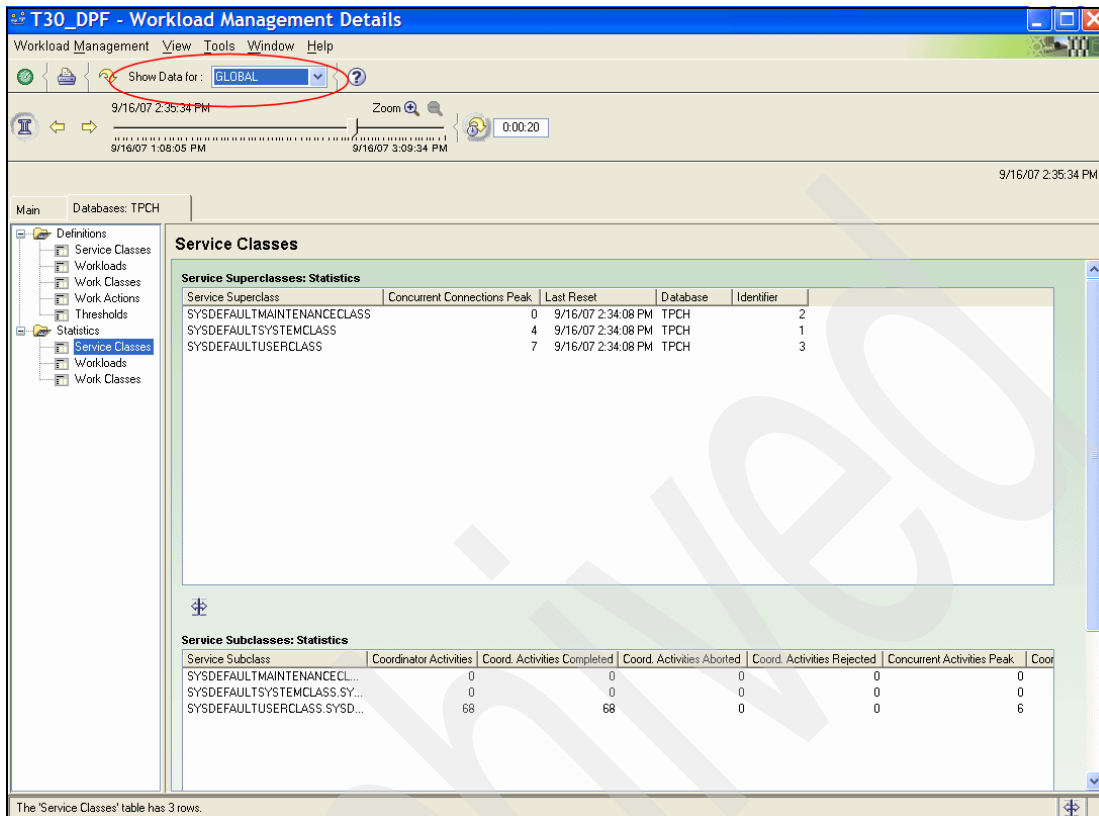 T30_DPF - Workload Management Details
Workload Management View Tools Window Help
Show Data for : GLOBAL
9/16/07 2:35:34 PM Zoom
0:00:20
9/16/07 1:08:05 PM 9/16/07 3:09:34 PM
9/16/07 2:35:34 PM
Main Databases: TPCH
Definitions
Service Classes
Workloads
Work Classes
Work Actions
Thresholds
Statistics
Service Classes
Workloads
Work Classes
Service Classes
Service Superclasses: Statistics
Service Superclass Concurrent Connections Peak Last Reset Database Identifier
SYSDEFAULTMAINTENANCECLASS 0 9/16/07 2:34:08 PM TPCH 2
SYSDEFAULTSYSTEMCLASS 4 9/16/07 2:34:08 PM TPCH 1
SYSDEFAULTUSERCLASS 7 9/16/07 2:34:08 PM TPCH 3
Service Subclasses: Statistics
Service Subclass Coordinator Activities Coord. Activities Completed Coord. Activities Aborted Coord. Activities Rejected Concurrent Activities Peak Coor
SYSDEFAULTMAINTENANCECL... 0 0 0 0 0
SYSDEFAULTSYSTEMCLASS.SY... 0 0 0 0 0
SYSDEFAULTUSERCLASS.SYSD... 68 68 0 0 6
The 'Service Classes' table has 3 rows.